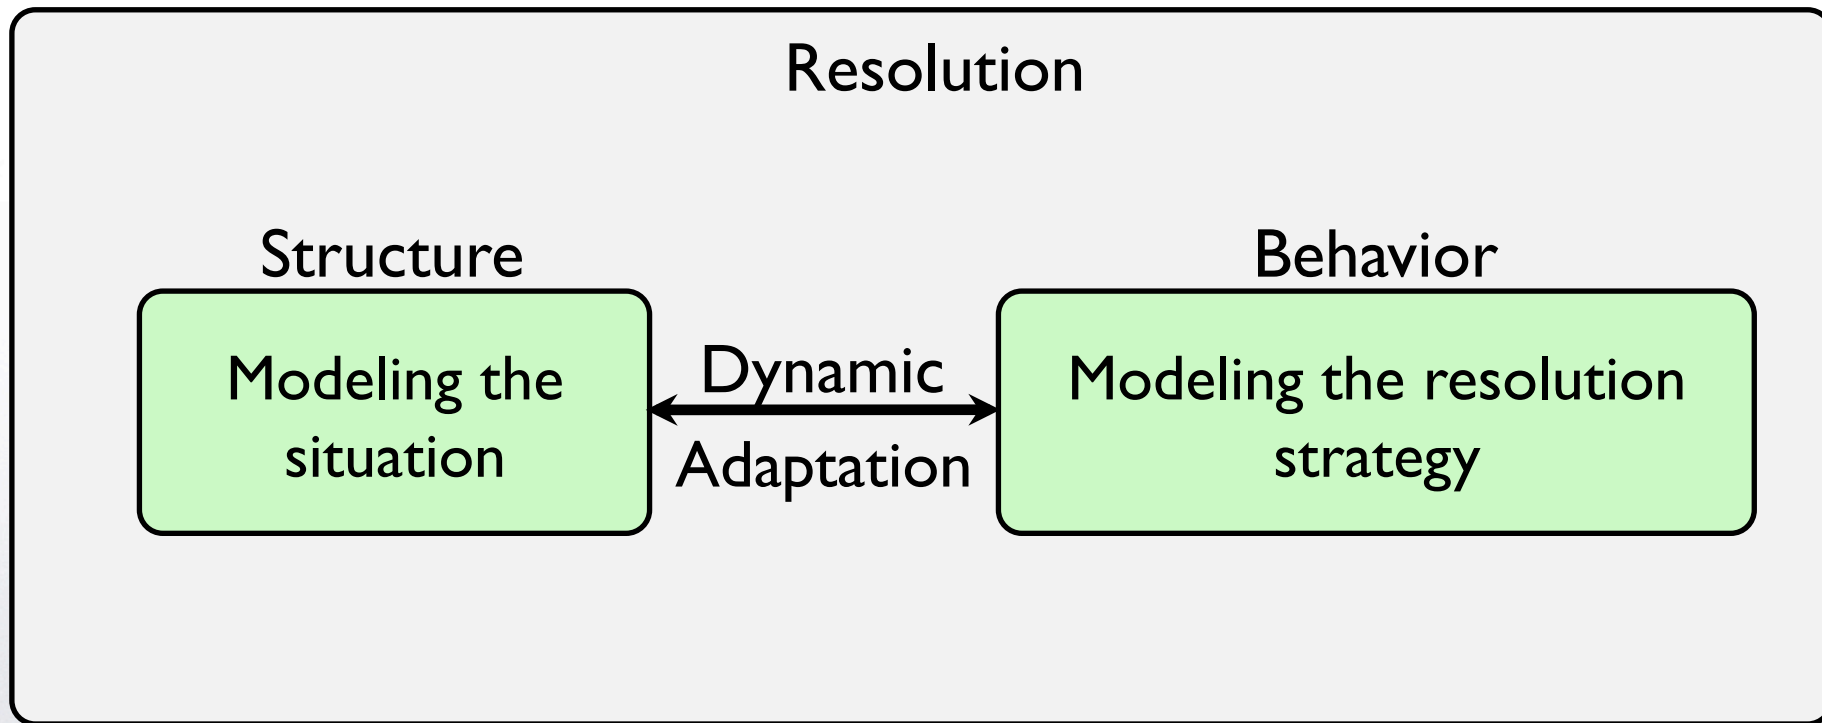 Resolution
Structure
Behavior
Modeling the
situation
Dynamic
Adaptation
Modeling the resolution
strategy